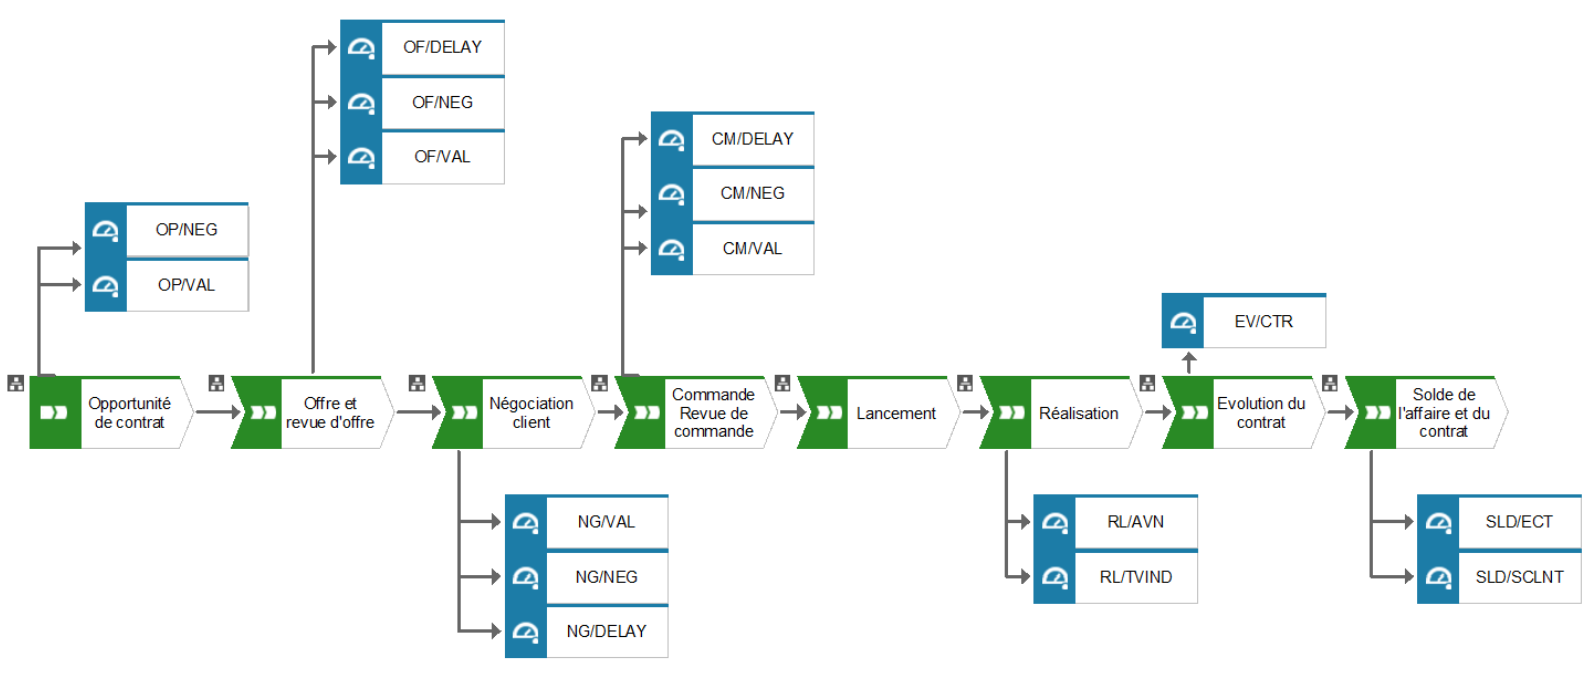 OF/DELAY
OF/NEG
OF/VAL
CM/DELAY
CM/NEG
CM/VAL
OP/NEG
OP/VAL
EV/CTR
Opportunité
de contrat
Offre et
revue d'offre
Négociation
client
Commande
Revue de
commande
Lancement
Réalisation
Evolution du
contrat
Solde de
l'affaire et du
contrat
NG/VAL
NG/NEG
NG/DELAY
RL/AVN
RL/TVIND
SLD/ECT
SLD/SCLNT